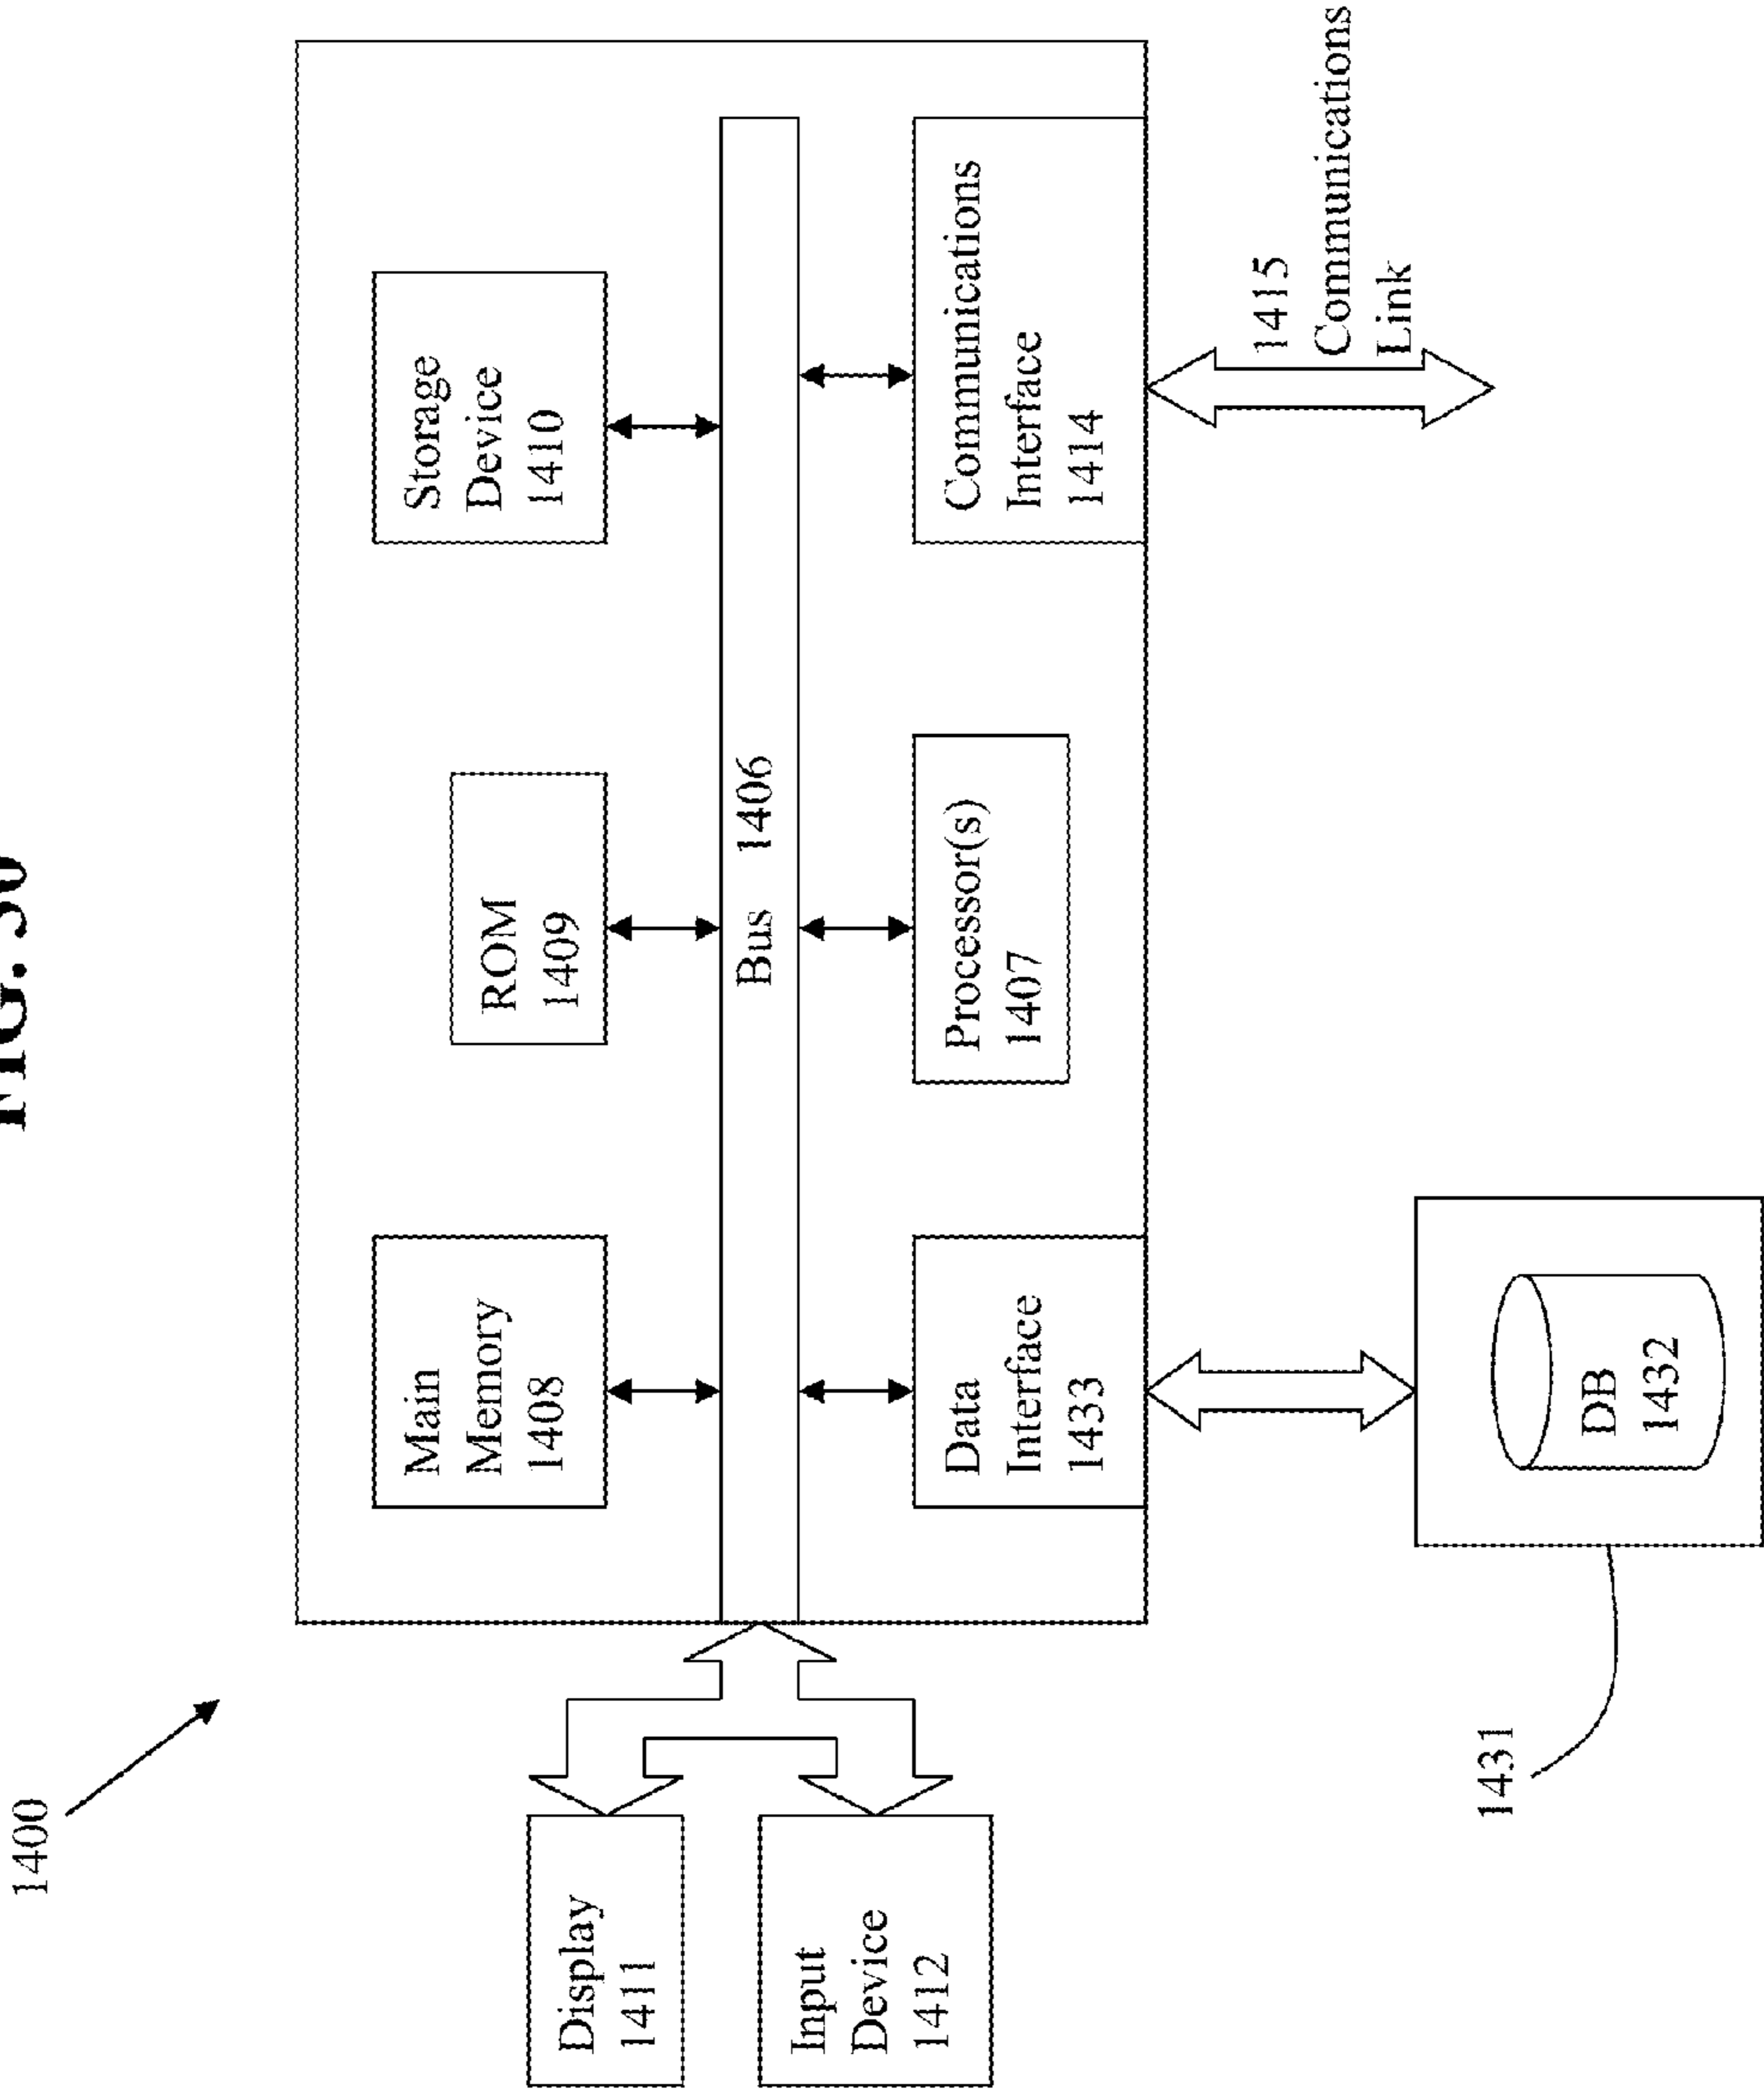 FIG.
1400
Main
Memory
1408
ROM
1409
Storage
Device
1410
Display
1411
Bus 1406
Input
Device
1412
Data
Interface
1433
Processor(s)
1407
Communications
Interface
1414
1415
Communications
Link
1431
DB
1432